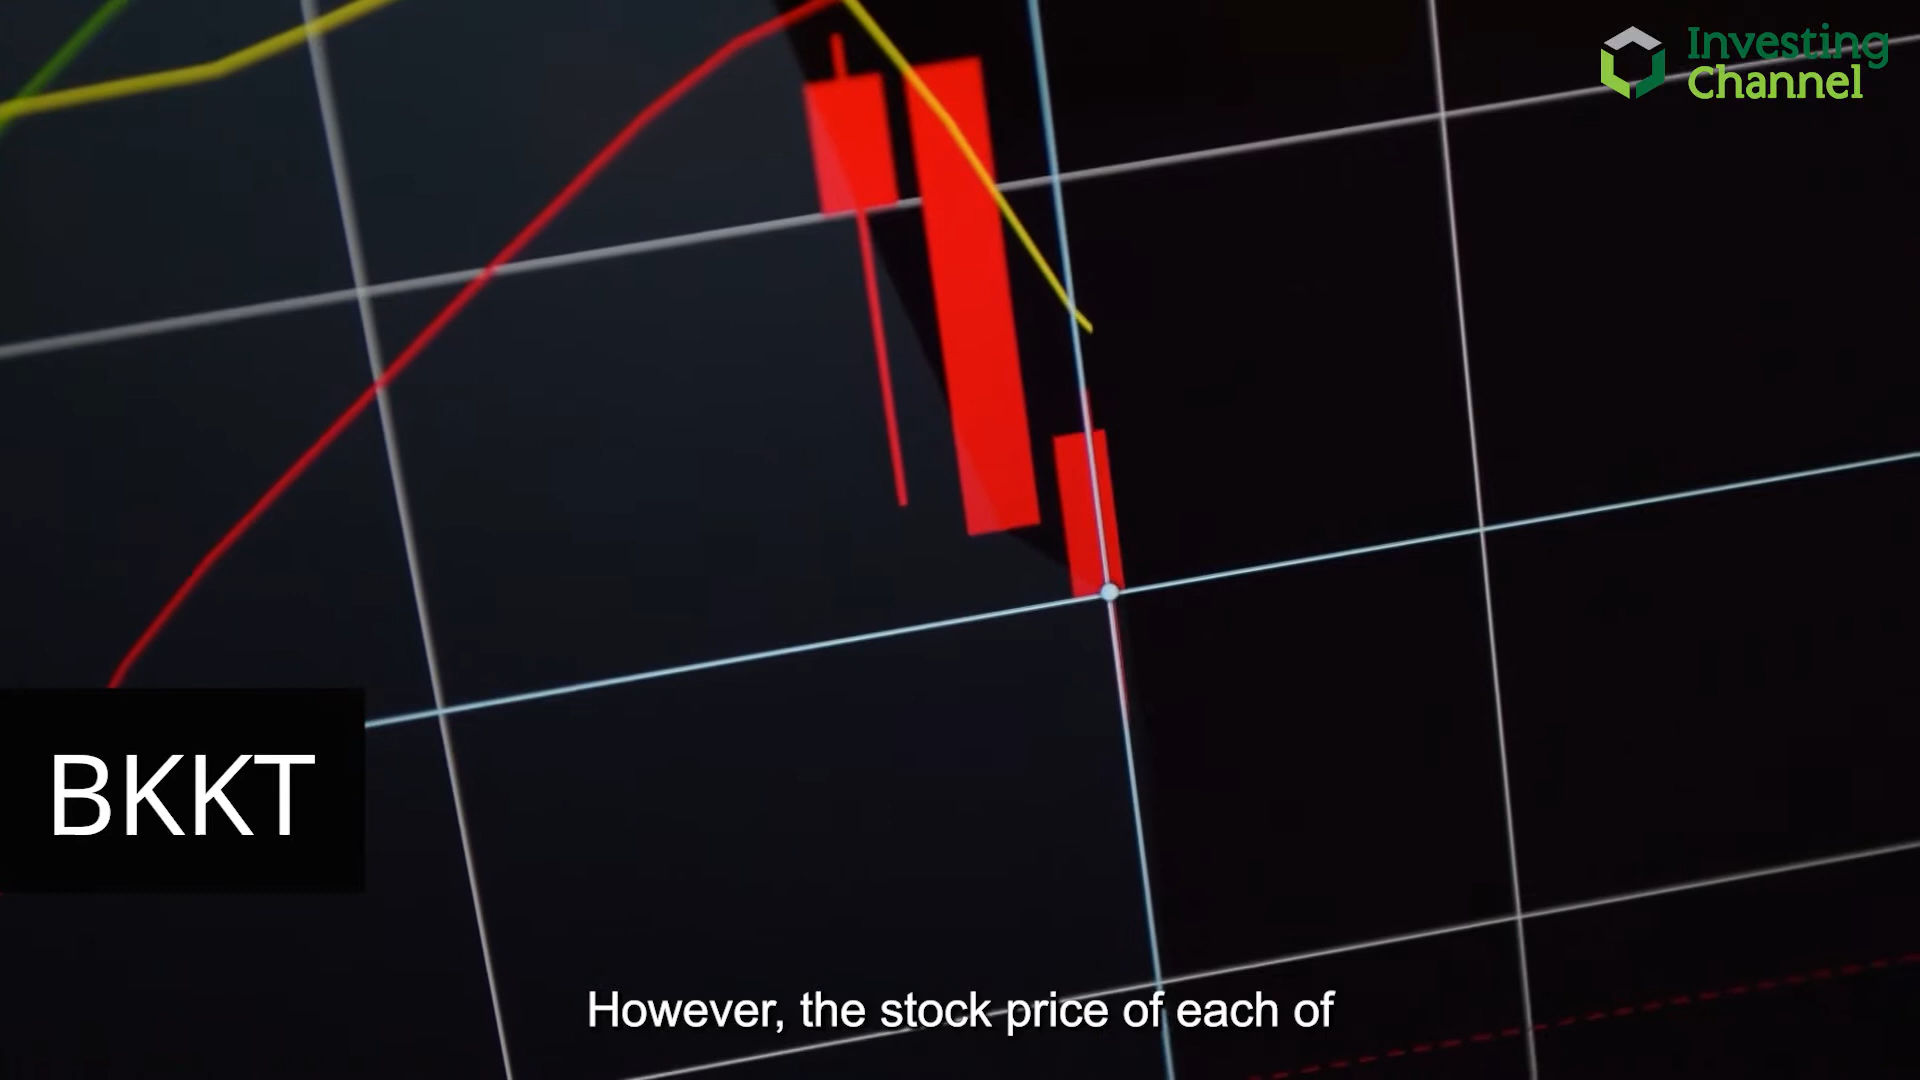 Investing
Channel
BKKT
However, the stock price of each of